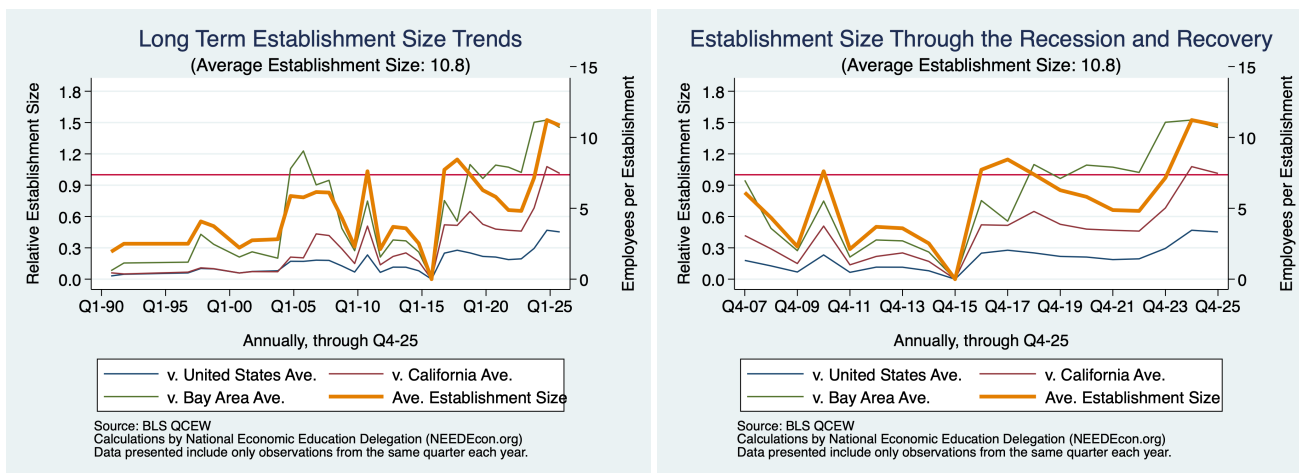 Long Term Establishment Size Trends
(Average Establishment Size: 10.8)
Relative Establishment Size
1.8
1.5
1.2
0.9
0.6
0.3
0.0
15
10
5
0
Employees per Establishment
Q1-90 Q1-95 Q1-00 Q1-05 Q1-10 Q1-15 Q1-20 Q1-25
Annually, through Q4-25
v. United States Ave. v. California Ave.
v. Bay Area Ave. Ave. Establishment Size
Source: BLS QCEW
Calculations by National Economic Education Delegation (NEEDEcon.org)
Data presented include only observations from the same quarter each year.
Establishment Size Through the Recession and Recovery
(Average Establishment Size: 10.8)
Relative Establishment Size
1.8
1.5
1.2
0.9
0.6
0.3
0.0
15
10
5
0
Employees per Establishment
Q4-07 Q4-09 Q4-11 Q4-13 Q4-15 Q4-17 Q4-19 Q4-21 Q4-23 Q4-25
Annually, through Q4-25
v. United States Ave. v. California Ave.
v. Bay Area Ave. Ave. Establishment Size
Source: BLS QCEW
Calculations by National Economic Education Delegation (NEEDEcon.org)
Data presented include only observations from the same quarter each year.